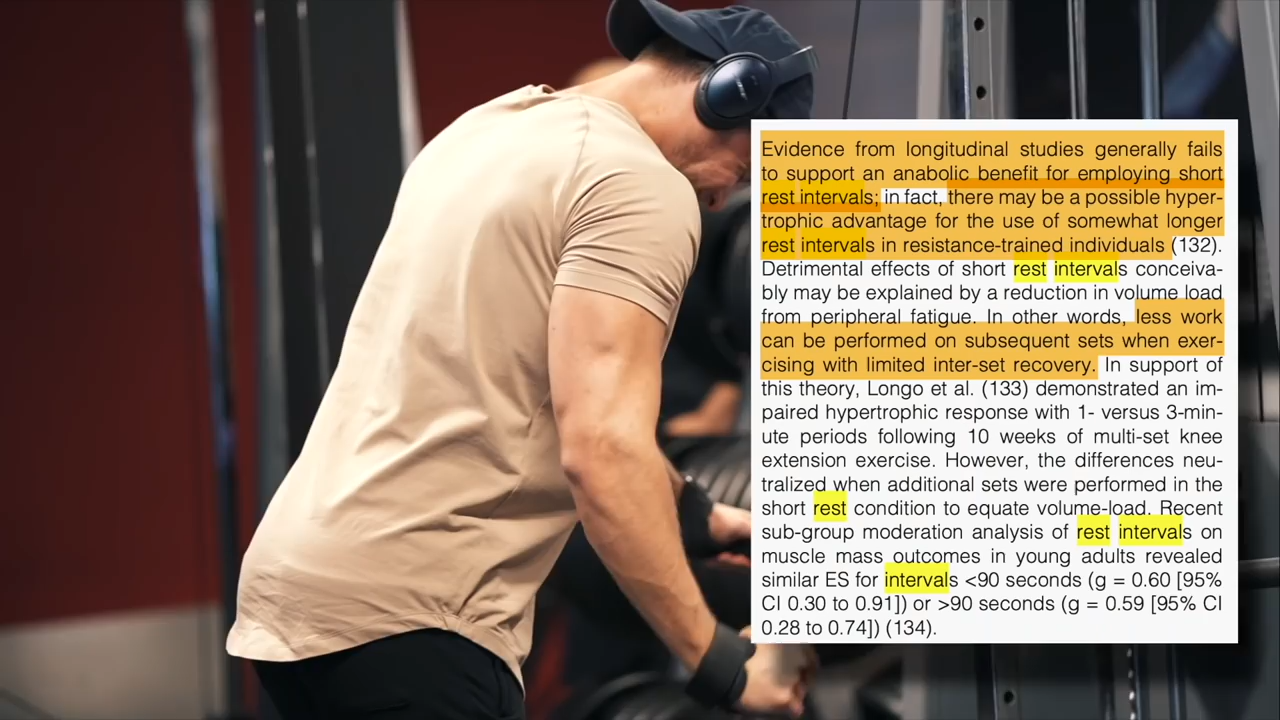 Evidence from longitudinal studies generally fails
to support an anabolic benefit for employing short
rest intervals; in fact, there may be a possible hyper-
trophic advantage for the use of somewhat longer
rest intervals in resistance-trained individuals (132).
Detrimental effects of short rest intervals conceiva-
bly may be explained by a reduction in volume load
from peripheral fatigue. In other words, less work
can be performed on subsequent sets when exer-
cising with limited inter-set recovery. In support of
this theory, Longo et al. (133) demonstrated an im-
paired hypertrophic response with 1- versus 3-min-
ute periods following 10 weeks of multi-set knee
extension exercise. However, the differences neu-
tralized when additional sets were performed in the
short rest condition to equate volume-load. Recent
sub-group moderation analysis of rest intervals on
muscle mass outcomes in young adults revealed
similar ES for intervals <90 seconds (g = 0.60 [95%
CI 0.30 to 0.91]) or >90 seconds (g = 0.59 [95% CI
0.28 to 0.74]) (134).